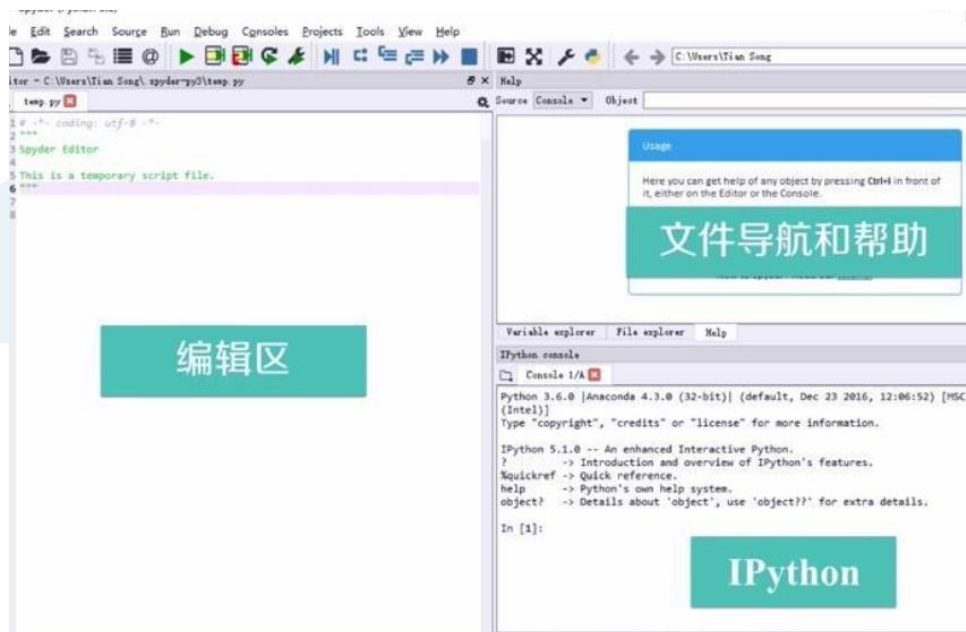 Edit Search Source Run Debug Consoles Projects Tools View Help
C:\Users\Tian Song
C:\Users\Tian Song\.spyder-py3\temp.py
temp.py
1 # -*- coding: utf-8 -*-
2 """
3 Spyder Editor
4
5 This is a temporary script file.
6 """
7
8
编辑区
Help
Source Console Object
Usage
Here you can get help of any object by pressing Ctrl+I in front of
it, either on the Editor or the Console.
文件导航和帮助
Variable explorer File explorer Help
IPython console
Console 1/A
Python 3.6.0 |Anaconda 4.3.0 (32-bit)| (default, Dec 23 2016, 12:06:52) [MSC
(Intel)]
Type "copyright", "credits" or "license" for more information.
IPython 5.1.0 -- An enhanced Interactive Python.
? -> Introduction and overview of IPython's features.
%quickref -> Quick reference.
help -> Python's own help system.
object? -> Details about 'object', use 'object??' for extra details.
In [1]:
IPython